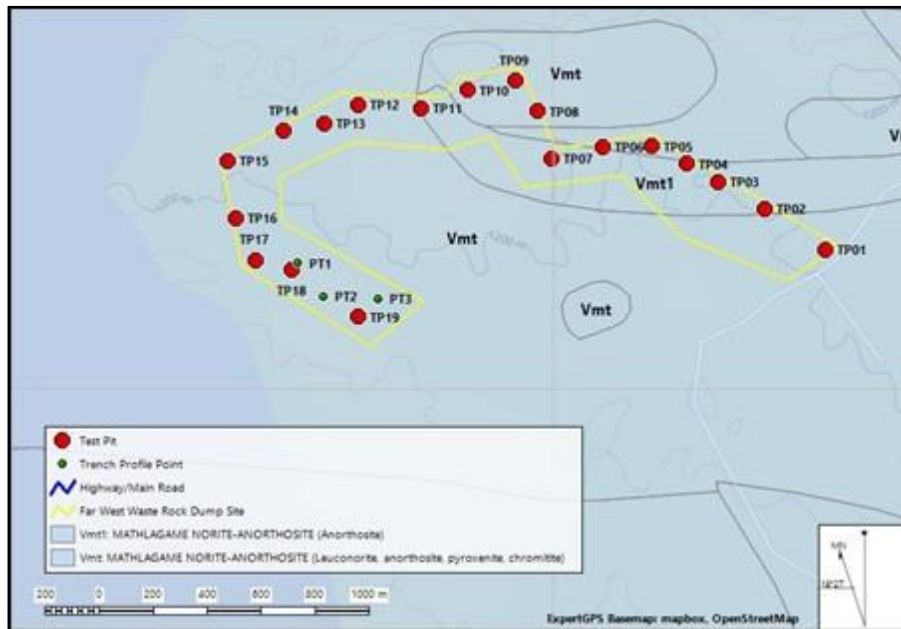 TP09
Vmt
TP10
TP12
TP11
TP08
TP14
TP13
TP06
TP05
TP15
TP07
TP04
Vmt1
TP03
TP02
TP16
Vmt
TP17
TP01
PT1
TP18
PT2
PT3
Vmt
TP19
Test Pit
Trench Profile Point
Highway/Main Road
Far West Waste Rock Dump Site
Vmt1: MATHLAGAME NORITE-ANORTHOSITE (Anorthosite)
Vmt: MATHLAGAME NORITE-ANORTHOSITE (Leuconorite, anorthosite, pyroxenite, chromitite)
200 0 200 400 600 800 1000 m
MN
ExpertGPS Basemap: mapbox, OpenStreetMap